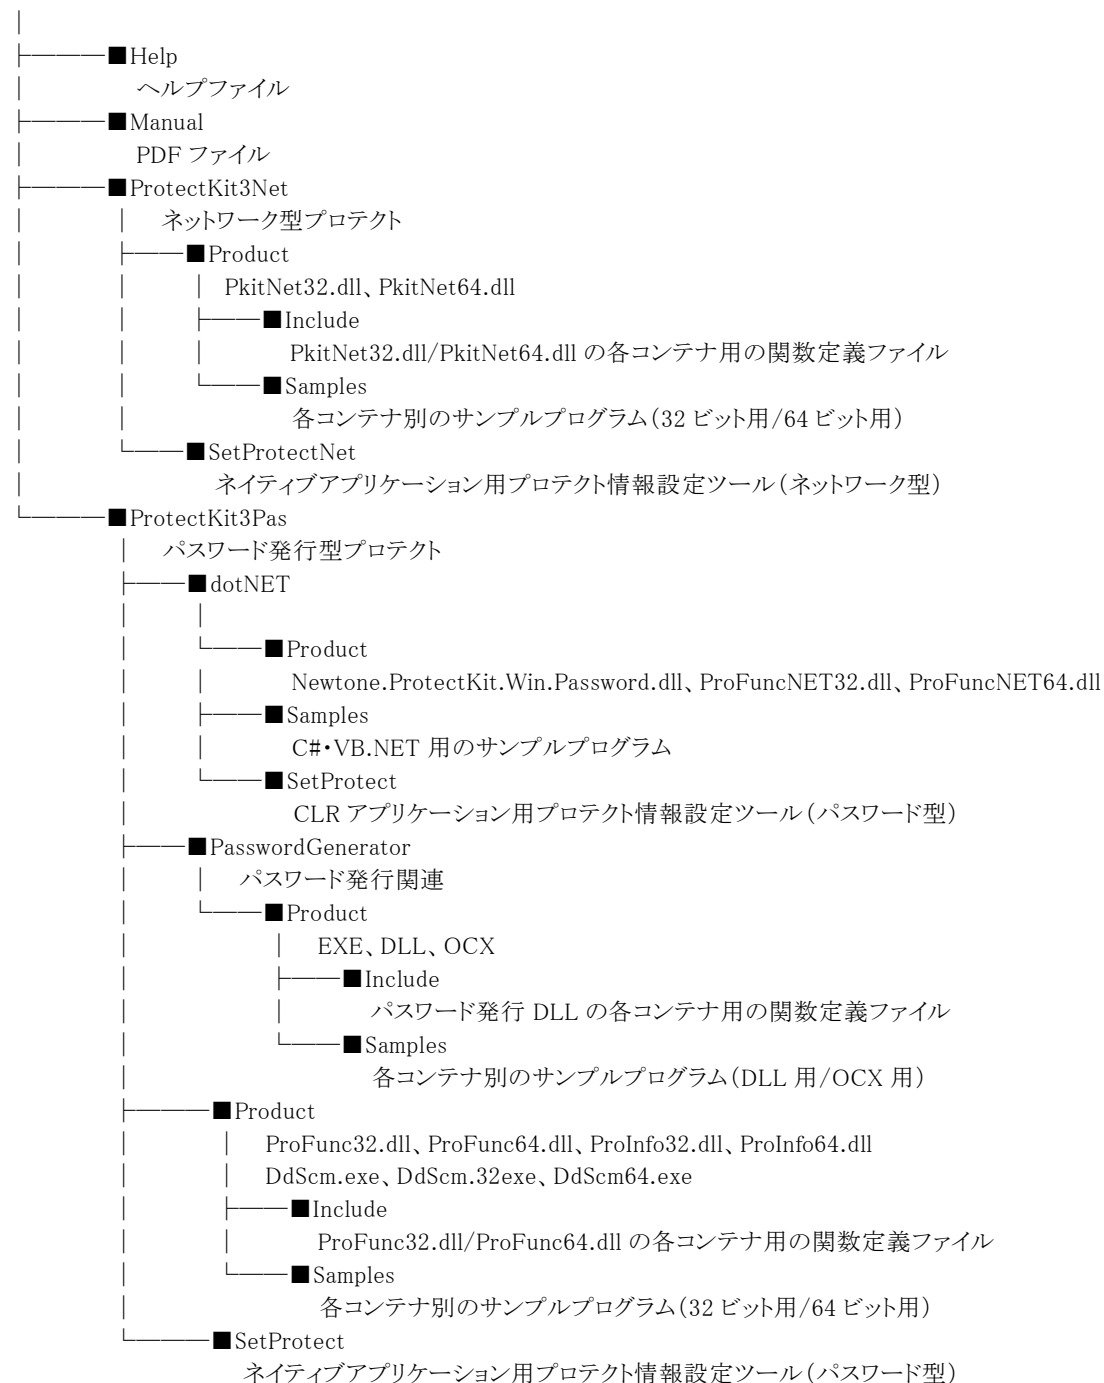 ■Help
ヘルプファイル
■Manual
PDF ファイル
■ProtectKit3Net
ネットワーク型プロテクト
■Product
PkitNet32.dll、PkitNet64.dll
■Include
PkitNet32.dll/PkitNet64.dll の各コンテナ用の関数定義ファイル
■Samples
各コンテナ別のサンプルプログラム(32 ビット用/64 ビット用)
■SetProtectNet
ネイティブアプリケーション用プロテクト情報設定ツール(ネットワーク型)
■ProtectKit3Pas
パスワード発行型プロテクト
■dotNET
■Product
Newtone.ProtectKit.Win.Password.dll、ProFuncNET32.dll、ProFuncNET64.dll
■Samples
C#・VB.NET 用のサンプルプログラム
■SetProtect
CLR アプリケーション用プロテクト情報設定ツール(パスワード型)
■PasswordGenerator
パスワード発行関連
■Product
EXE、DLL、OCX
■Include
パスワード発行 DLL の各コンテナ用の関数定義ファイル
■Samples
各コンテナ別のサンプルプログラム(DLL 用/OCX 用)
■Product
ProFunc32.dll、ProFunc64.dll、ProInfo32.dll、ProInfo64.dll
DdScm.exe、DdScm.32exe、DdScm64.exe
■Include
ProFunc32.dll/ProFunc64.dll の各コンテナ用の関数定義ファイル
■Samples
各コンテナ別のサンプルプログラム(32 ビット用/64 ビット用)
■SetProtect
ネイティブアプリケーション用プロテクト情報設定ツール(パスワード型)